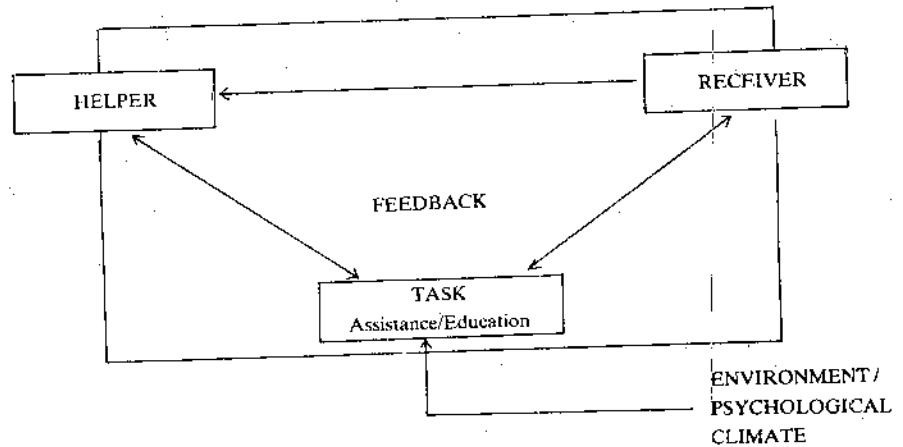 HELPER
RECEIVER
FEEDBACK
TASK
Assistance/Education
ENVIRONMENT/
PSYCHOLOGICAL
CLIMATE